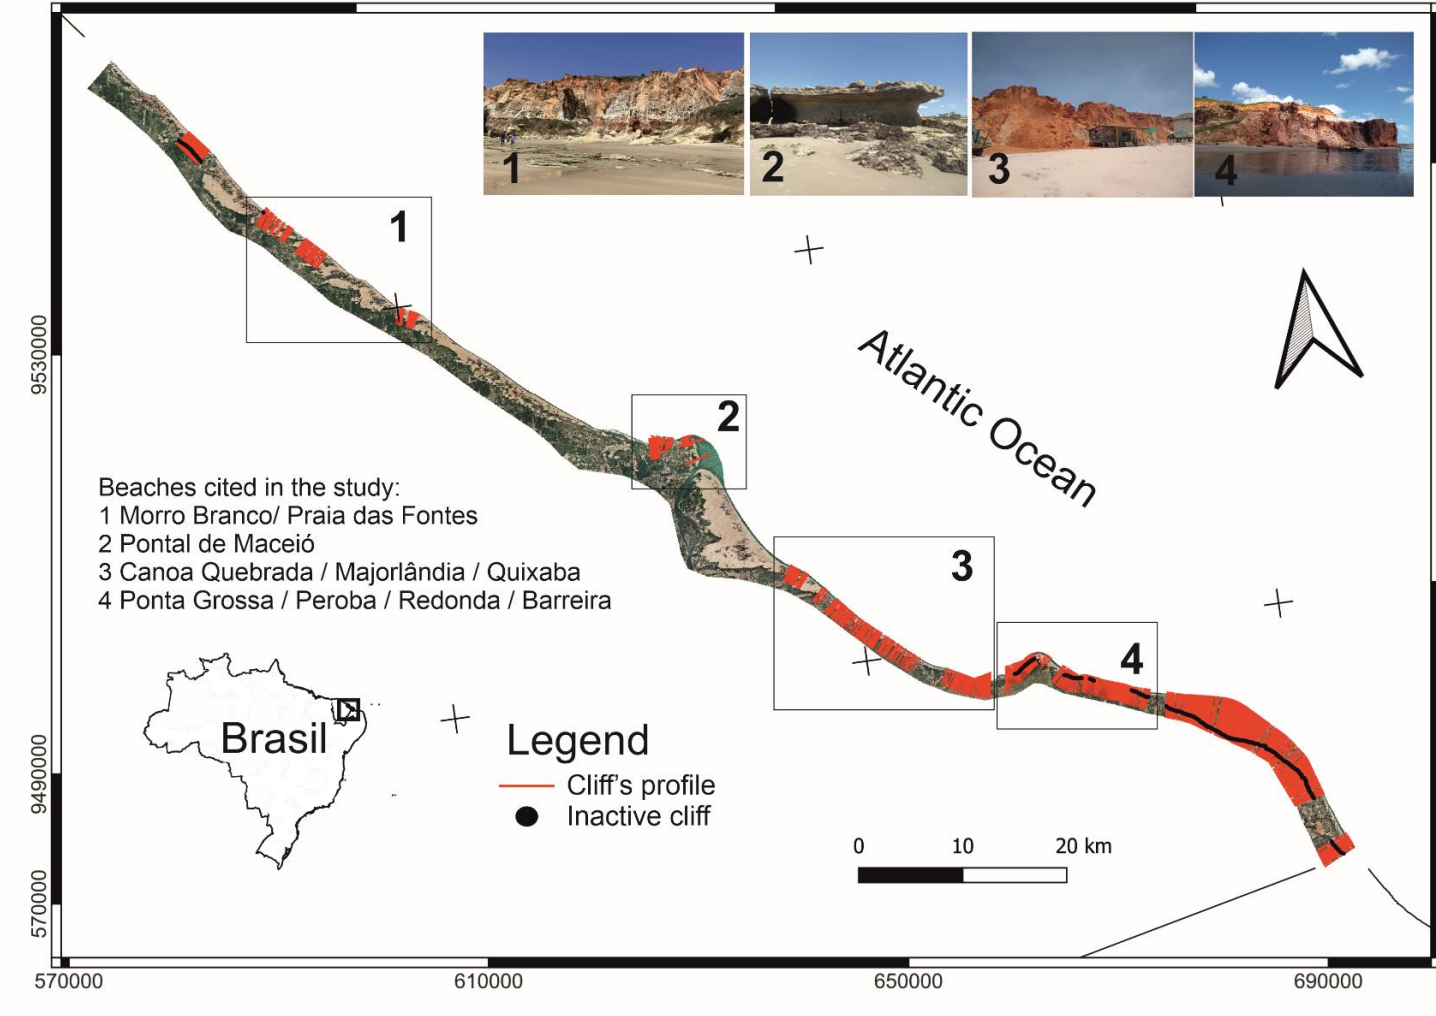 1
2
3
4
1
2
3
4
Atlantic Ocean
9530000
9490000
570000
Beaches cited in the study:
1 Morro Branco/ Praia das Fontes
2 Pontal de Maceió
3 Canoa Quebrada / Majorlândia / Quixaba
4 Ponta Grossa / Peroba / Redonda / Barreira
Brasil
Legend
Cliff's profile
Inactive cliff
0 10 20 km
570000 610000 650000 690000